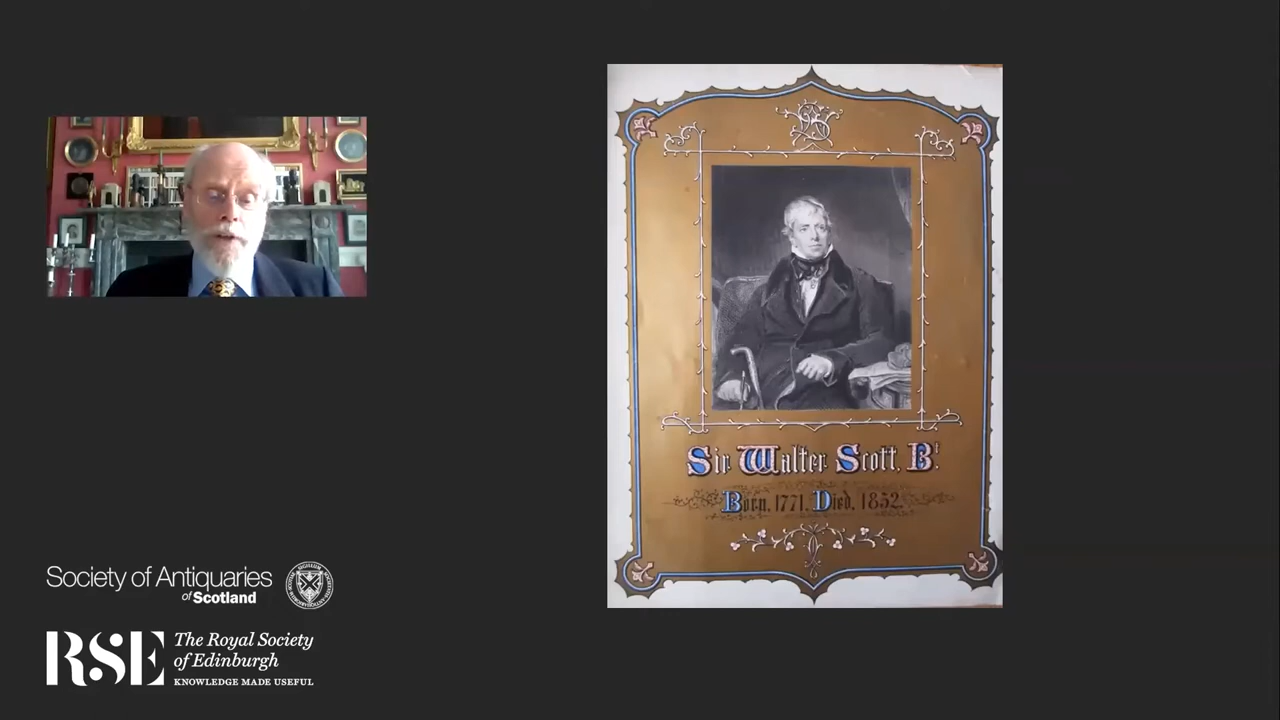 Society of Antiquaries
of Scotland
RSE
The Royal Society
of Edinburgh
KNOWLEDGE MADE USEFUL
Sir Walter Scott, Bt.
Born, 1771, Died, 1832.